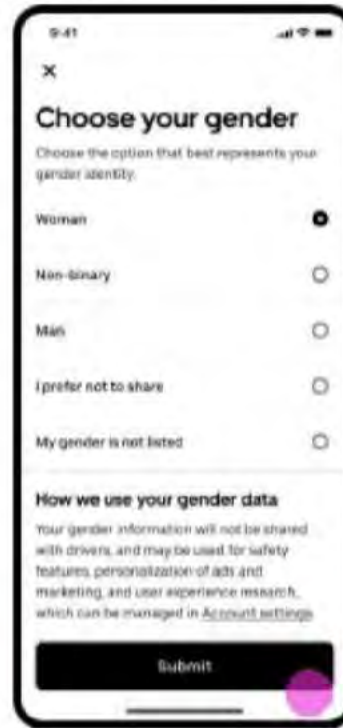 9:41
Choose your gender
Choose the option that best represents your
gender identity.
Woman
Non-binary
Man
I prefer not to share
My gender is not listed
How we use your gender data
Your gender information will not be shared
with drivers, and may be used for safety
features, personalization of ads and
marketing, and user experience research,
which can be managed in Account settings
Submit